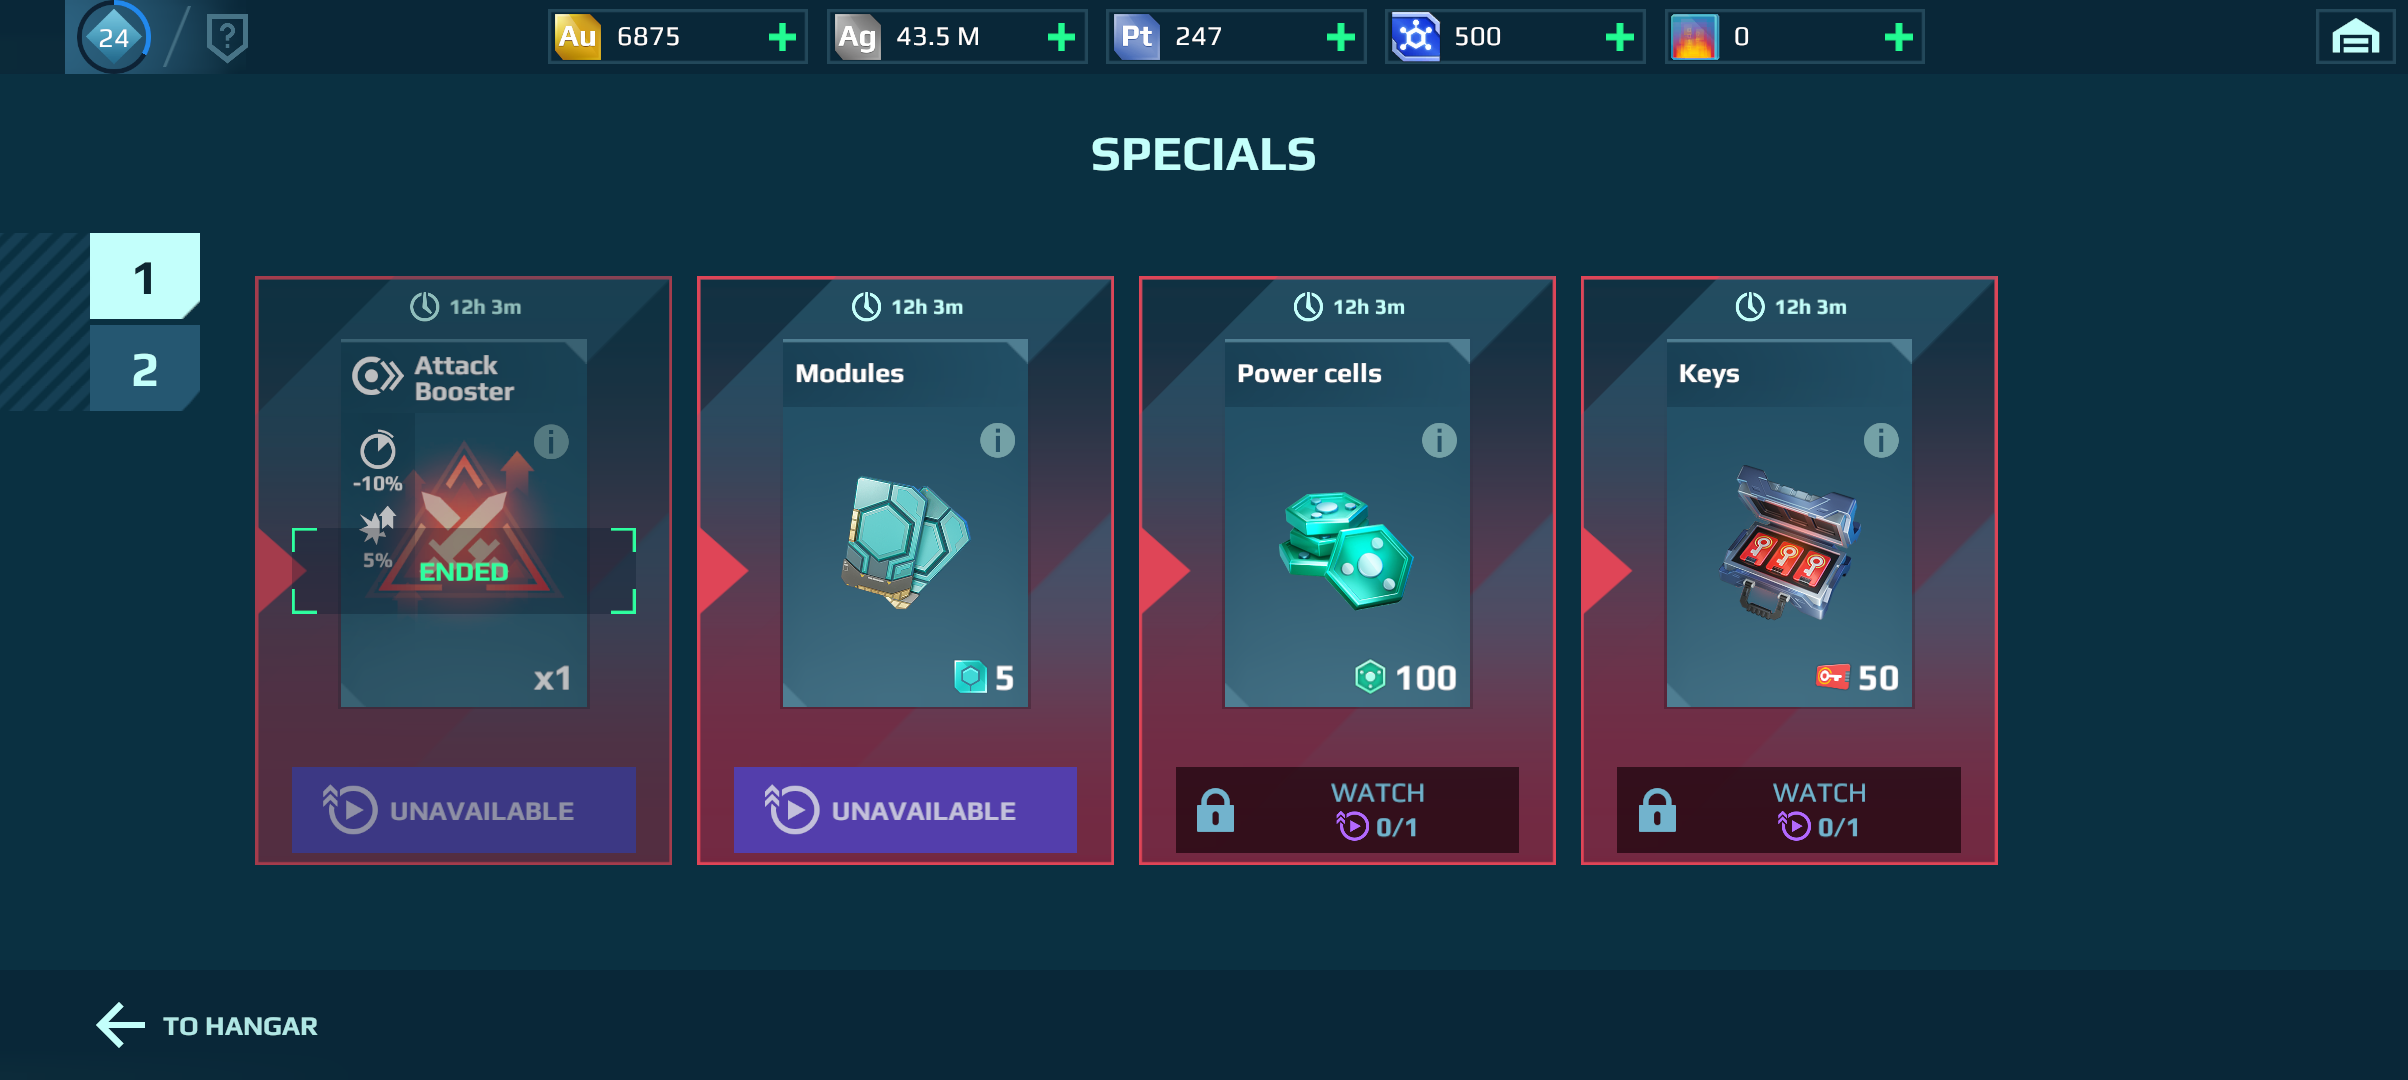 24
?
Au 6875
Ag 43.5 M
Pt 247
500
0
SPECIALS
1
2
12h 3m
Attack
Booster
-10%
5%
ENDED
x1
UNAVAILABLE
12h 3m
Modules
5
UNAVAILABLE
12h 3m
Power cells
100
WATCH
0/1
12h 3m
Keys
50
WATCH
0/1
TO HANGAR